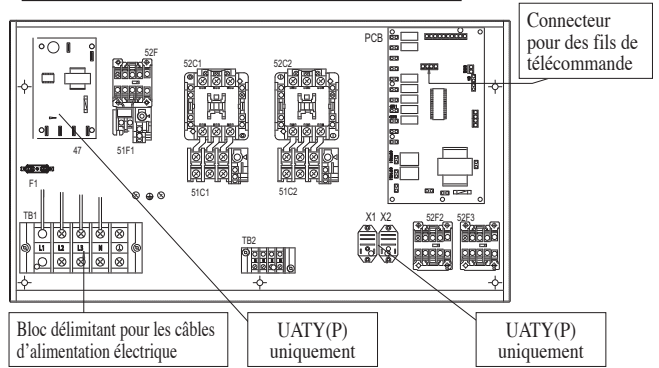 Connecteur
pour des fils de
télécommande
PCB
52F
52C1
52C2
47
51F1
51C1
51C2
F1
TB1
L1 L2 L3 N
TB2
X1 X2
52F2 52F3
Bloc délimitant pour les câbles
d'alimentation électrique
UATY(P)
uniquement
UATY(P)
uniquement